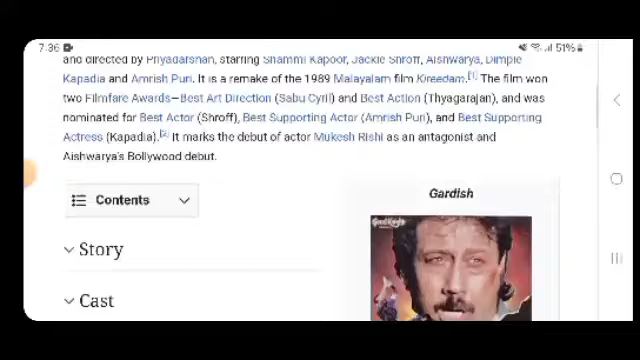 7:36
51%
and directed by Priyadarshan, starring Shammi Kapoor, Jackie Shroff, Aishwarya, Dimple
Kapadia and Amrish Puri. It is a remake of the 1989 Malayalam film Kireedam.[1] The film won
two Filmfare Awards—Best Art Direction (Sabu Cyril) and Best Action (Thyagarajan), and was
nominated for Best Actor (Shroff), Best Supporting Actor (Amrish Puri), and Best Supporting
Actress (Kapadia).[2] It marks the debut of actor Mukesh Rishi as an antagonist and
Aishwarya's Bollywood debut.
Contents
Gardish
Story
Cast